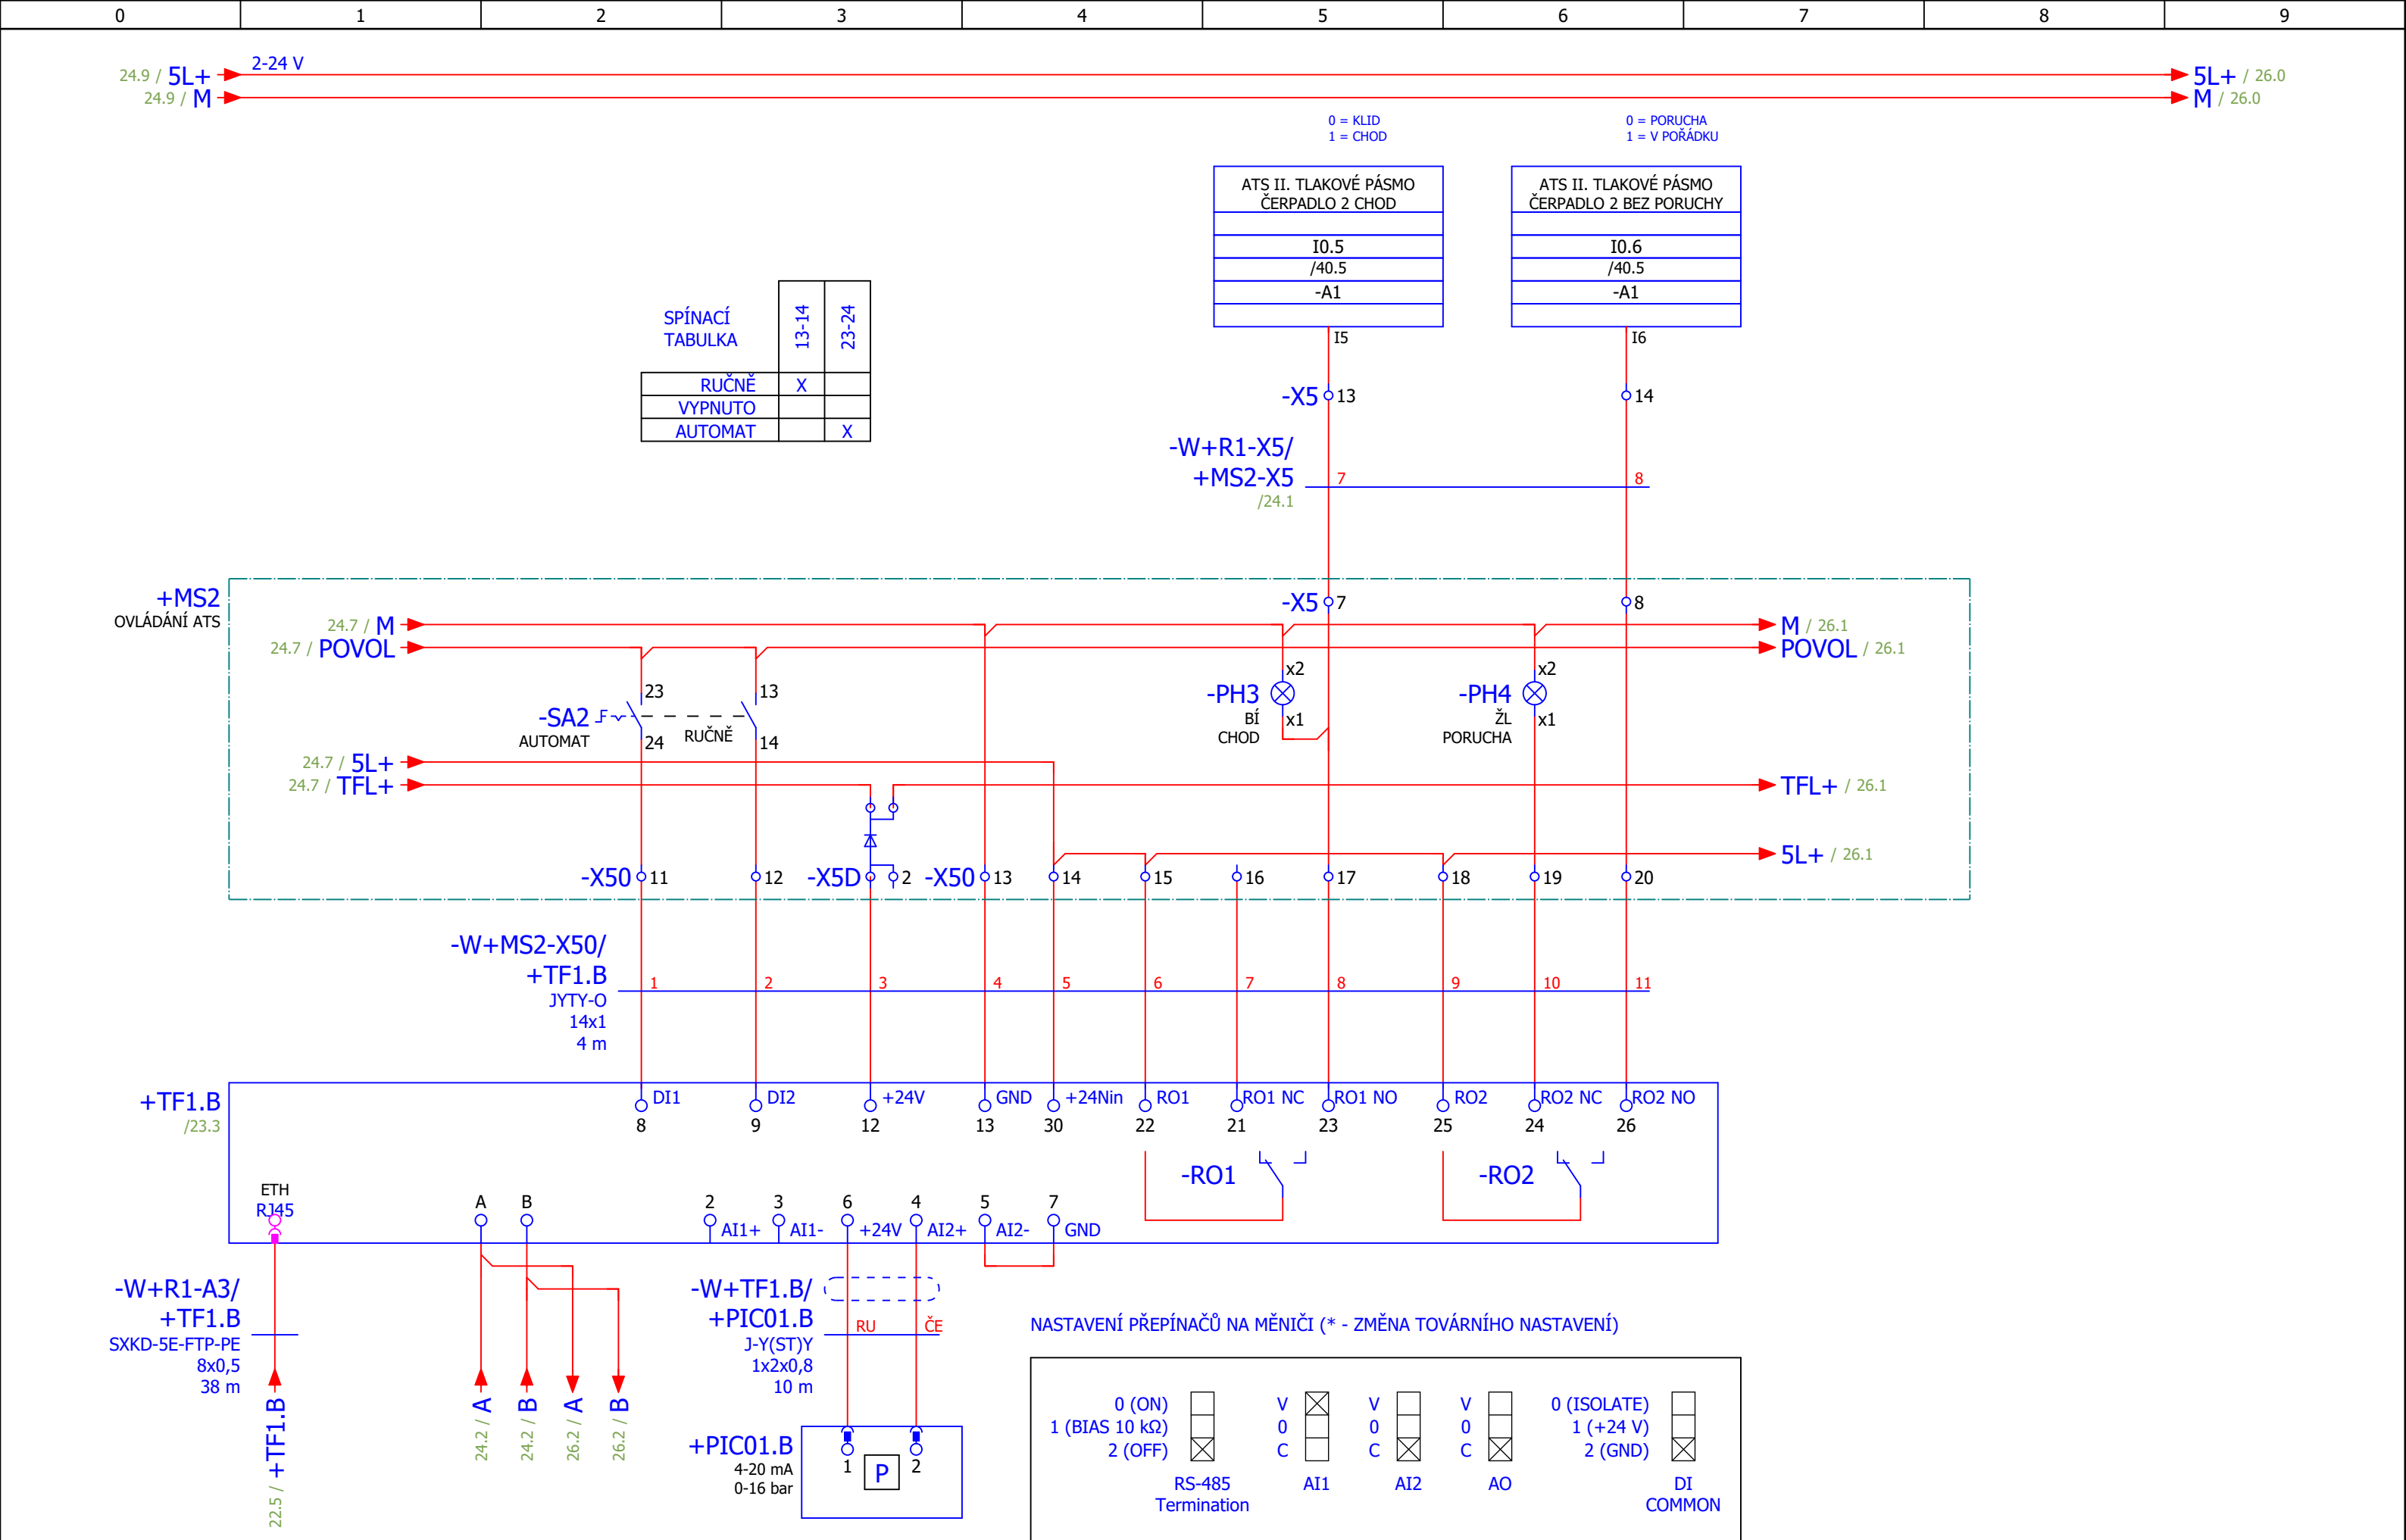 0 1 2 3 4 5 6 7 8 9
2-24 V
24.9 / 5L+
5L+ / 26.0
24.9 / M
M / 26.0
0 = KLID
1 = CHOD
0 = PORUCHA
1 = V POŘÁDKU
ATS II. TLAKOVÉ PÁSMO
ČERPADLO 2 CHOD
I0.5
/40.5
-A1
I5
ATS II. TLAKOVÉ PÁSMO
ČERPADLO 2 BEZ PORUCHY
I0.6
/40.5
-A1
I6
SPÍNACÍ
TABULKA
13-14
23-24
RUČNĚ X
VYPNUTO
AUTOMAT X
-X5 13 14
-W+R1-X5/
+MS2-X5
/24.1
7 8
+MS2
OVLÁDÁNÍ ATS
-X5 7 8
24.7 / M
M / 26.1
24.7 / POVOL
POVOL / 26.1
23
24
-SA2
AUTOMAT
RUČNĚ
13
14
x2
-PH3
BÍ
CHOD
x1
x2
-PH4
ŽL
PORUCHA
x1
24.7 / 5L+
24.7 / TFL+
TFL+ / 26.1
5L+ / 26.1
-X50 11 12 -X5D 2 -X50 13 14 15 16 17 18 19 20
-W+MS2-X50/
+TF1.B
JYTY-O
14x1
4 m
1 2 3 4 5 6 7 8 9 10 11
+TF1.B
/23.3
DI1 DI2 +24V GND +24Nin RO1 RO1 NC RO1 NO RO2 RO2 NC RO2 NO
8 9 12 13 30 22 21 23 25 24 26
-RO1 -RO2
ETH
RJ45
A B 2 3 6 4 5 7
AI1+ AI1- +24V AI2+ AI2- GND
-W+R1-A3/
+TF1.B
SXKD-5E-FTP-PE
8x0,5
38 m
22.5 / +TF1.B
24.2 / A
24.2 / B
26.2 / A
26.2 / B
-W+TF1.B/
+PIC01.B
J-Y(ST)Y
1x2x0,8
10 m
RU ČE
+PIC01.B
4-20 mA
0-16 bar
1 P 2
NASTAVENÍ PŘEPÍNAČŮ NA MĚNIČI (* - ZMĚNA TOVÁRNÍHO NASTAVENÍ)
0 (ON) V V V 0 (ISOLATE)
1 (BIAS 10 kΩ) 0 0 0 1 (+24 V)
2 (OFF) C C C 2 (GND)
RS-485 AI1 AI2 AO DI
Termination COMMON